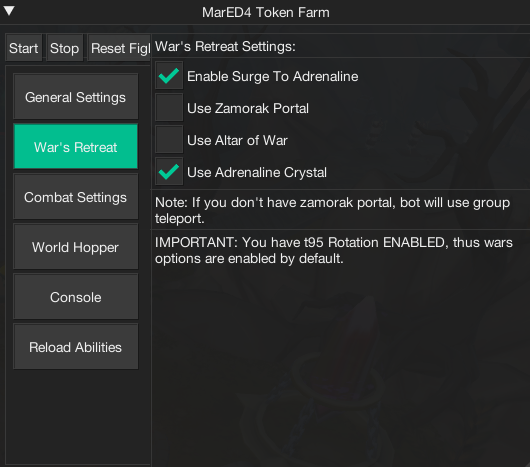 MarED4 Token Farm
Start Stop Reset Figl
War's Retreat Settings:
General Settings
War's Retreat
Combat Settings
World Hopper
Console
Reload Abilities
Enable Surge To Adrenaline
Use Zamorak Portal
Use Altar of War
Use Adrenaline Crystal
Note: If you don't have zamorak portal, bot will use group
teleport.
IMPORTANT: You have t95 Rotation ENABLED, thus wars
options are enabled by default.